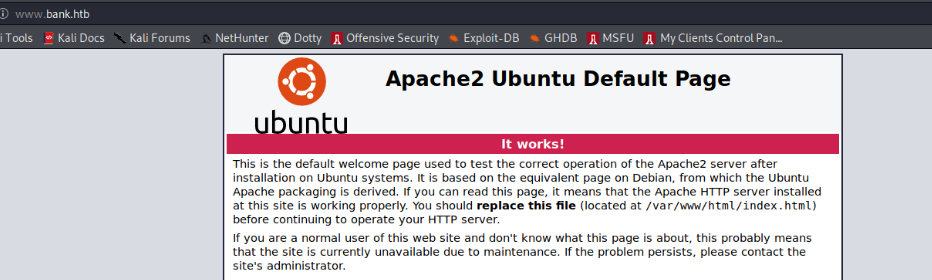 www.bank.htb
i Tools Kali Docs Kali Forums NetHunter Dotty Offensive Security Exploit-DB GHDB MSFU My Clients Control Pan…
ubuntu
Apache2 Ubuntu Default Page
It works!
This is the default welcome page used to test the correct operation of the Apache2 server after
installation on Ubuntu systems. It is based on the equivalent page on Debian, from which the Ubuntu
Apache packaging is derived. If you can read this page, it means that the Apache HTTP server installed
at this site is working properly. You should replace this file (located at /var/www/html/index.html)
before continuing to operate your HTTP server.
If you are a normal user of this web site and don't know what this page is about, this probably means
that the site is currently unavailable due to maintenance. If the problem persists, please contact the
site's administrator.